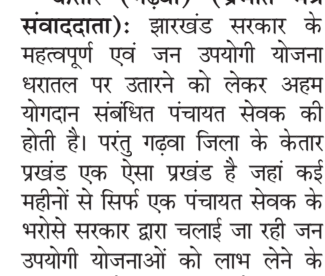 संवाददाता): झारखंड सरकार के
महत्वपूर्ण एवं जन उपयोगी योजना
धरातल पर उतारने को लेकर अहम
योगदान संबंधित पंचायत सेवक की
होती है। परंतु गढ़वा जिला के केतार
प्रखंड एक ऐसा प्रखंड है जहां कई
महीनों से सिर्फ एक पंचायत सेवक के
भरोसे सरकार द्वारा चलाई जा रही जन
उपयोगी योजनाओं को लाभ लेने के